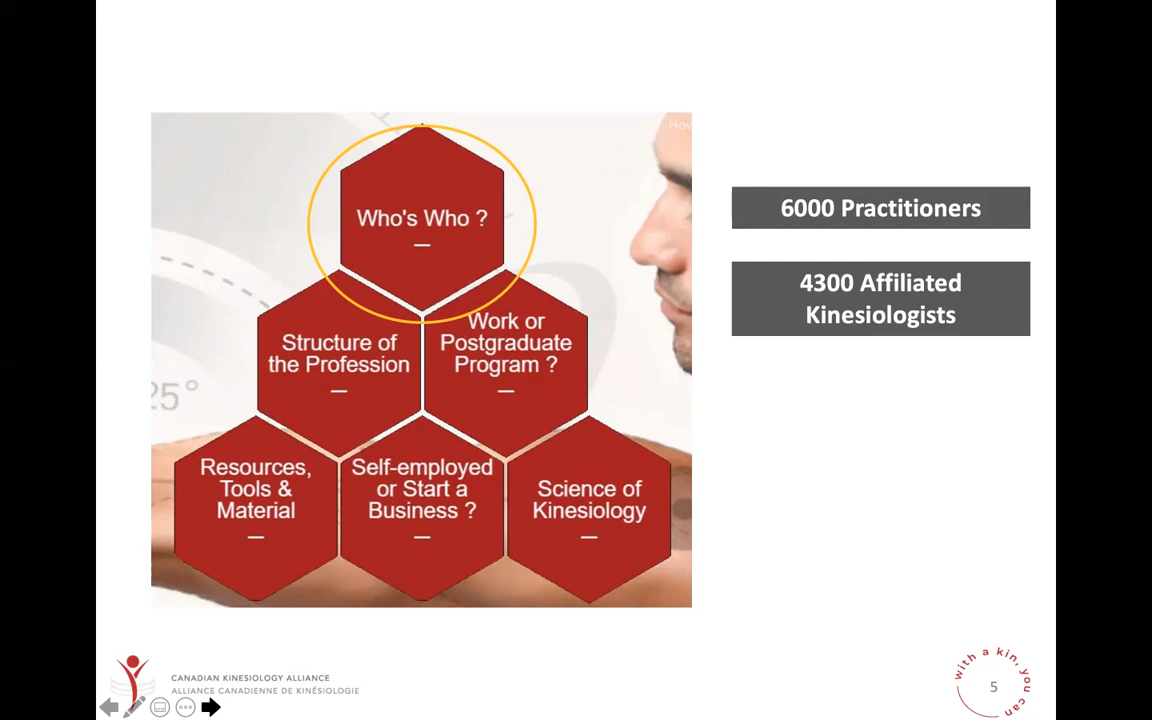 How
Who's Who ?
Structure of
the Profession
Work or
Postgraduate
Program ?
Resources,
Tools &
Material
Self-employed
or Start a
Business ?
Science of
Kinesiology
25°
6000 Practitioners
4300 Affiliated
Kinesiologists
CANADIAN KINESIOLOGY ALLIANCE
ALLIANCE CANADIENNE DE KINÉSIOLOGIE
with a kin, you can
5